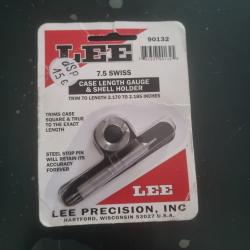 LEE
90132
7.5 SWISS
CASE LENGTH GAUGE
& SHELL HOLDER
TRIM TO LENGTH 2.170 TO 2.185 INCHES
TRIMS CASE
SQUARE & TRUE
TO THE EXACT
LENGTH
STEEL STOP PIN
WILL RETAIN ITS
ACCURACY
FOREVER
LEE
LEE PRECISION, INC
HARTFORD, WISCONSIN 53027 U.S.A.